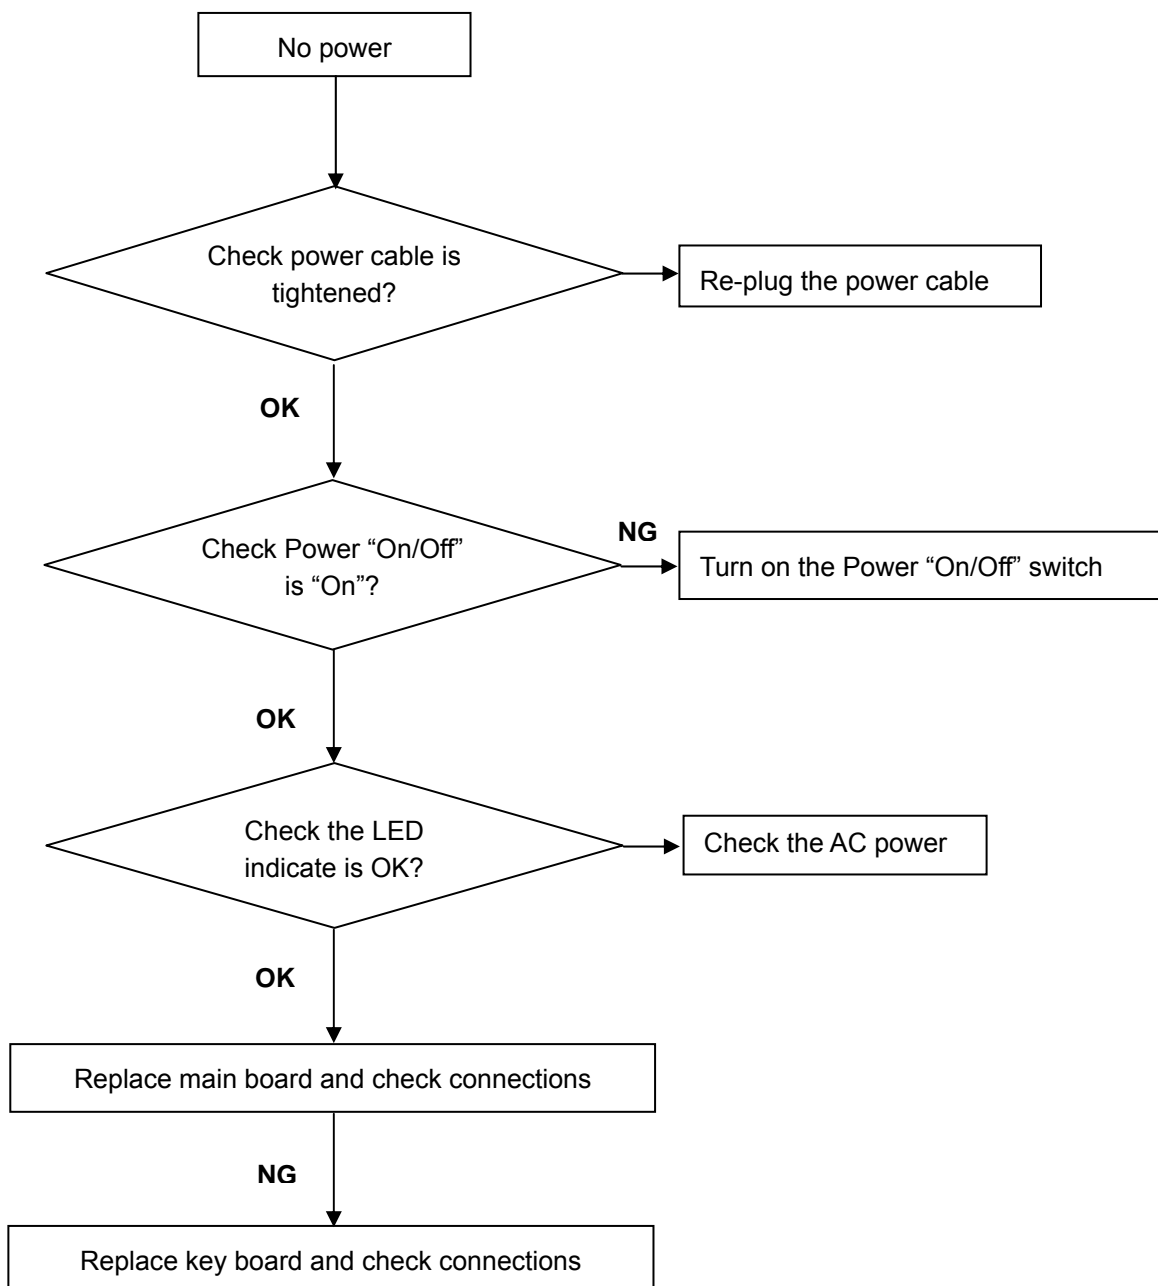 No power
Check power cable is
tightened?
Re-plug the power cable
OK
Check Power “On/Off”
is “On”?
NG
Turn on the Power “On/Off” switch
OK
Check the LED
indicate is OK?
Check the AC power
OK
Replace main board and check connections
NG
Replace key board and check connections